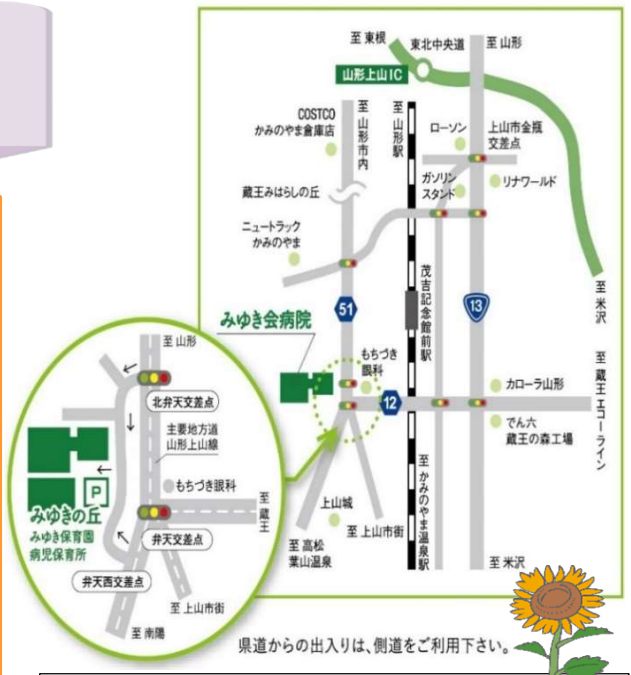 至 東根
東北中央道
至 山形
山形上山IC
COSTCO
かみのやま倉庫店
至 山形市内
至 山形駅
ローソン
上山市金瓶
交差点
ガソリン
スタンド
リナワールド
蔵王みはらしの丘
ニュートラック
かみのやま
茂吉記念館前駅
至 米沢
51
13
みゆき会病院
もちづき
眼科
12
カローラ山形
至 蔵王エコーライン
でん六
蔵王の森工場
至 かみのやま温泉駅
上山城
至 上山市街
至 高松
葉山温泉
至 米沢
至 山形
北弁天交差点
主要地方道
山形上山線
もちづき眼科
P
至 蔵王
みゆきの丘
みゆき保育園
病児保育所
弁天交差点
弁天西交差点
至 上山市街
至 南陽
県道からの出入りは、側道をご利用下さい。